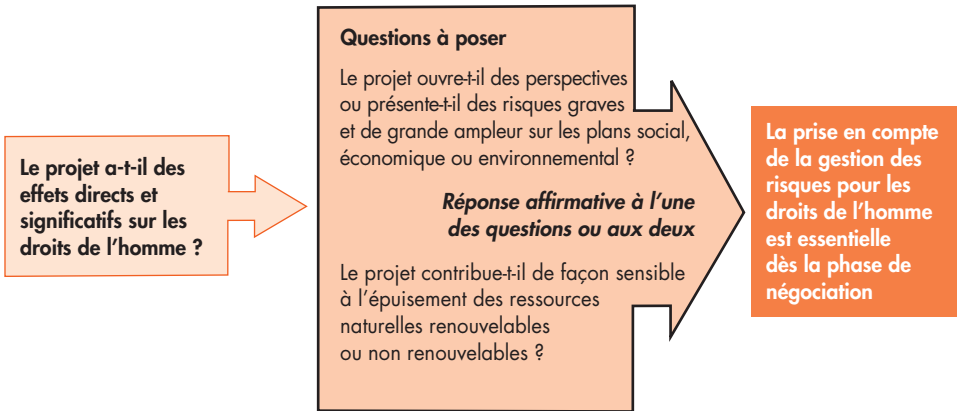 Le projet a-t-il des
effets directs et
significatifs sur les
droits de l'homme ?
Questions à poser
Le projet ouvre-t-il des perspectives
ou présente-t-il des risques graves
et de grande ampleur sur les plans social,
économique ou environnemental ?
Réponse affirmative à l'une
des questions ou aux deux
Le projet contribue-t-il de façon sensible
à l'épuisement des ressources
naturelles renouvelables
ou non renouvelables ?
La prise en compte
de la gestion des
risques pour les
droits de l'homme
est essentielle
dès la phase de
négociation